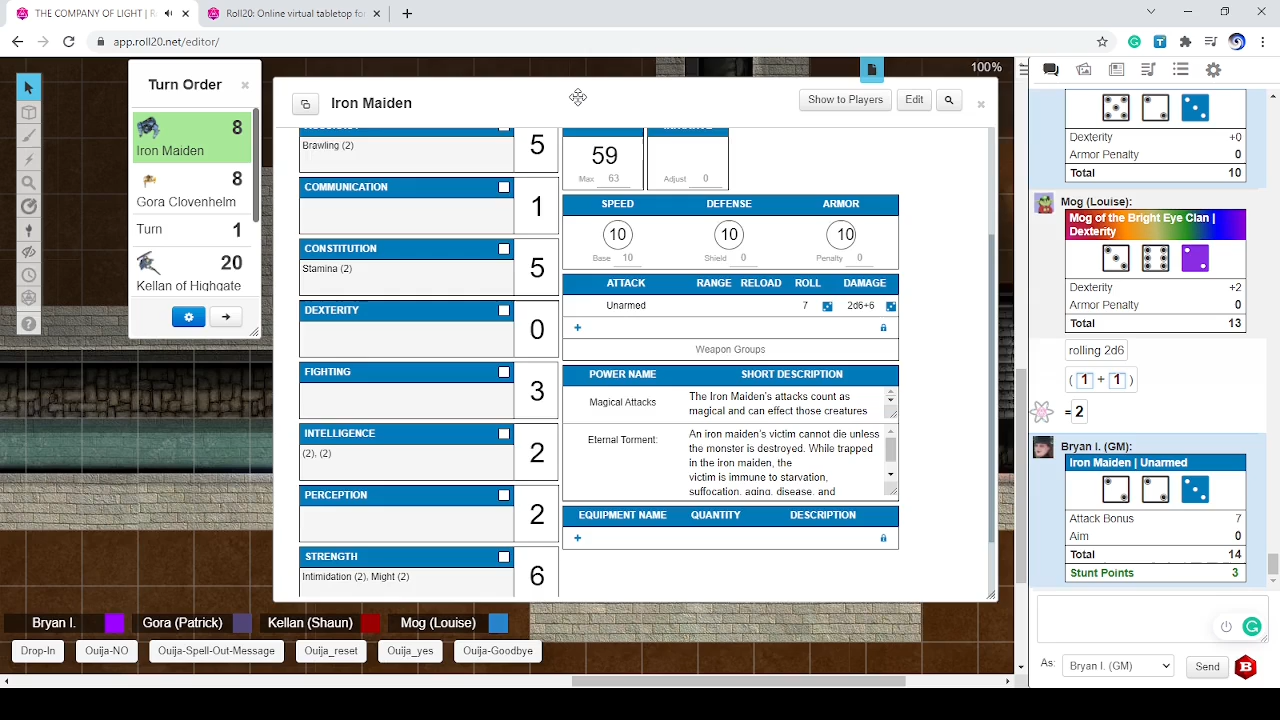 THE COMPANY OF LIGHT | R
Roll20: Online virtual tabletop fo
app.roll20.net/editor/
100%
Turn Order
8
Iron Maiden
8
Gora Clovenhelm
Turn 1
20
Kellan of Highgate
Iron Maiden
Show to Players
Edit
Brawling (2)
5
COMMUNICATION
1
CONSTITUTION
Stamina (2)
5
DEXTERITY
0
FIGHTING
3
INTELLIGENCE
(2), (2)
2
PERCEPTION
2
STRENGTH
Intimidation (2), Might (2)
6
59
Max 63
Adjust 0
SPEED DEFENSE ARMOR
10 10 10
Base 10 Shield 0 Penalty 0
ATTACK RANGE RELOAD ROLL DAMAGE
Unarmed 7 2d6+6
+
Weapon Groups
POWER NAME SHORT DESCRIPTION
Magical Attacks
The Iron Maiden's attacks count as
magical and can effect those creatures
Eternal Torment:
An iron maiden's victim cannot die unless
the monster is destroyed. While trapped
in the iron maiden, the
victim is immune to starvation,
suffocation, aging, disease, and
EQUIPMENT NAME QUANTITY DESCRIPTION
+
Dexterity +0
Armor Penalty 0
Total 10
Mog (Louise):
Mog of the Bright Eye Clan |
Dexterity
Dexterity +2
Armor Penalty 0
Total 13
rolling 2d6
(1+1)
=2
Bryan I. (GM):
Iron Maiden | Unarmed
Attack Bonus 7
Aim 0
Total 14
Stunt Points 3
As: Bryan I. (GM) Send
B
Bryan I. Gora (Patrick) Kellan (Shaun) Mog (Louise)
Drop-In Ouija-NO Ouija-Spell-Out-Message Ouija_reset Ouija_yes Ouija-Goodbye